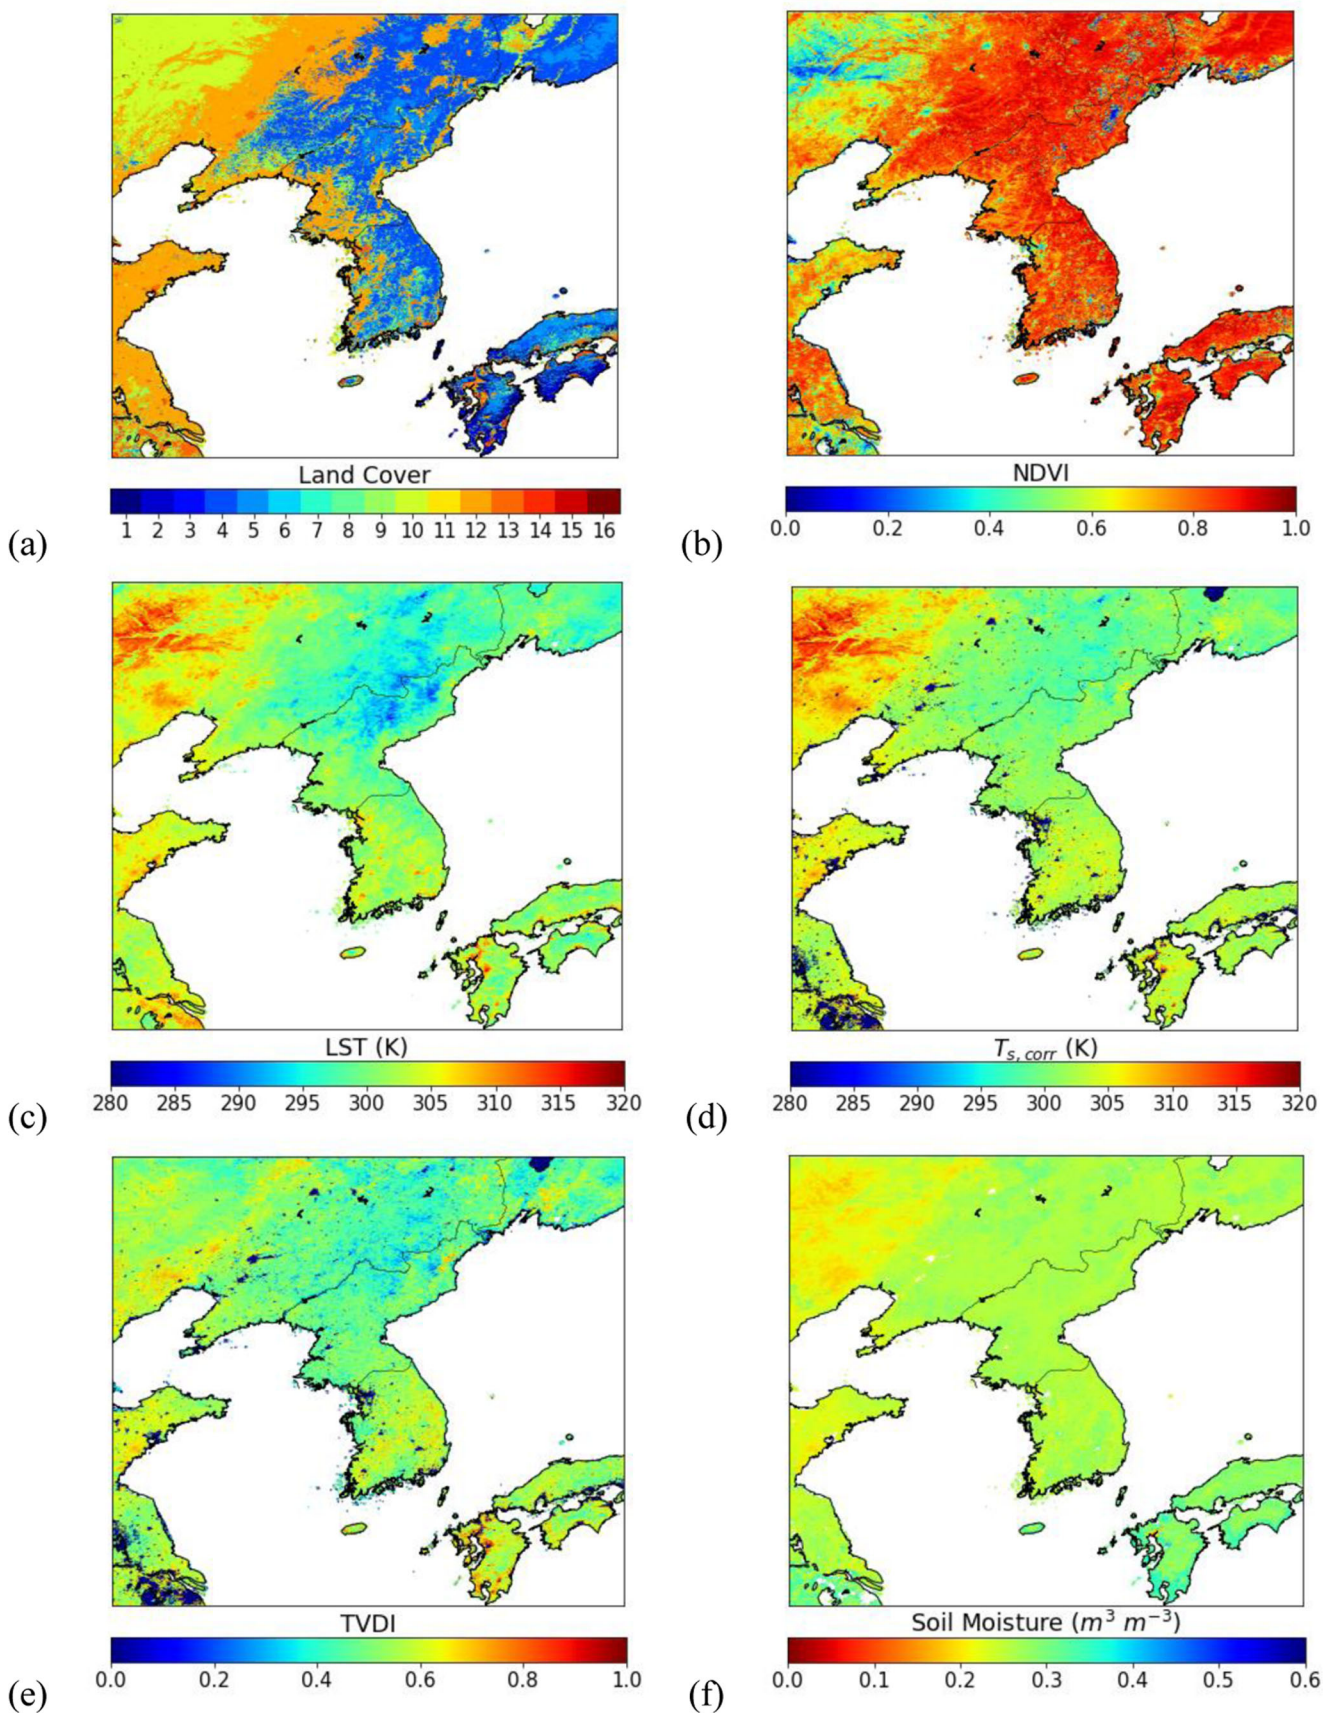 Land Cover
1 2 3 4 5 6 7 8 9 10 11 12 13 14 15 16
(a)
NDVI
0.0 0.2 0.4 0.6 0.8 1.0
(b)
LST (K)
280 285 290 295 300 305 310 315 320
(c)
T_{s, corr} (K)
280 285 290 295 300 305 310 315 320
(d)
TVDI
0.0 0.2 0.4 0.6 0.8 1.0
(e)
Soil Moisture (m³ m⁻³)
0.0 0.1 0.2 0.3 0.4 0.5 0.6
(f)